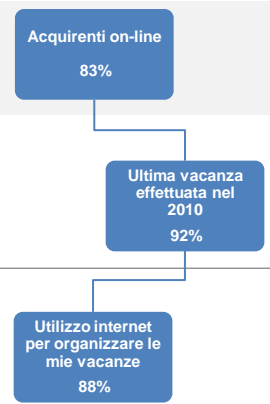 Acquirenti on-line
83%
Ultima vacanza
effettuata nel
2010
92%
Utilizzo internet
per organizzare le
mie vacanze
88%